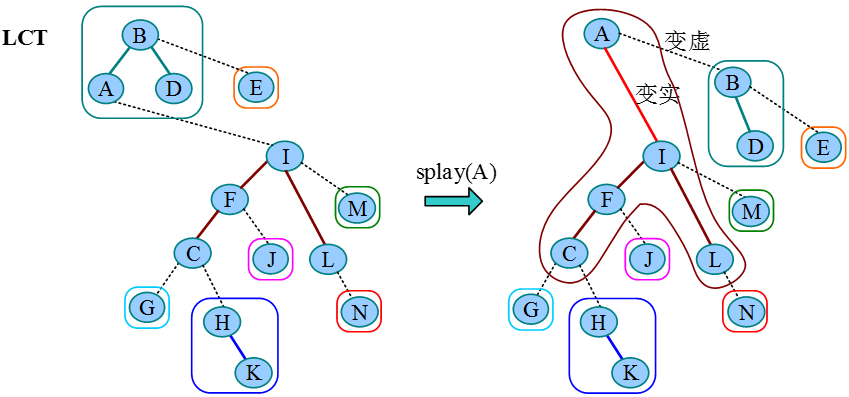 LCT
B
A
D
E
I
F
M
C
J
L
G
H
N
K
splay(A)
A
变虚
B
变实
D
E
I
F
M
C
J
L
G
H
N
K